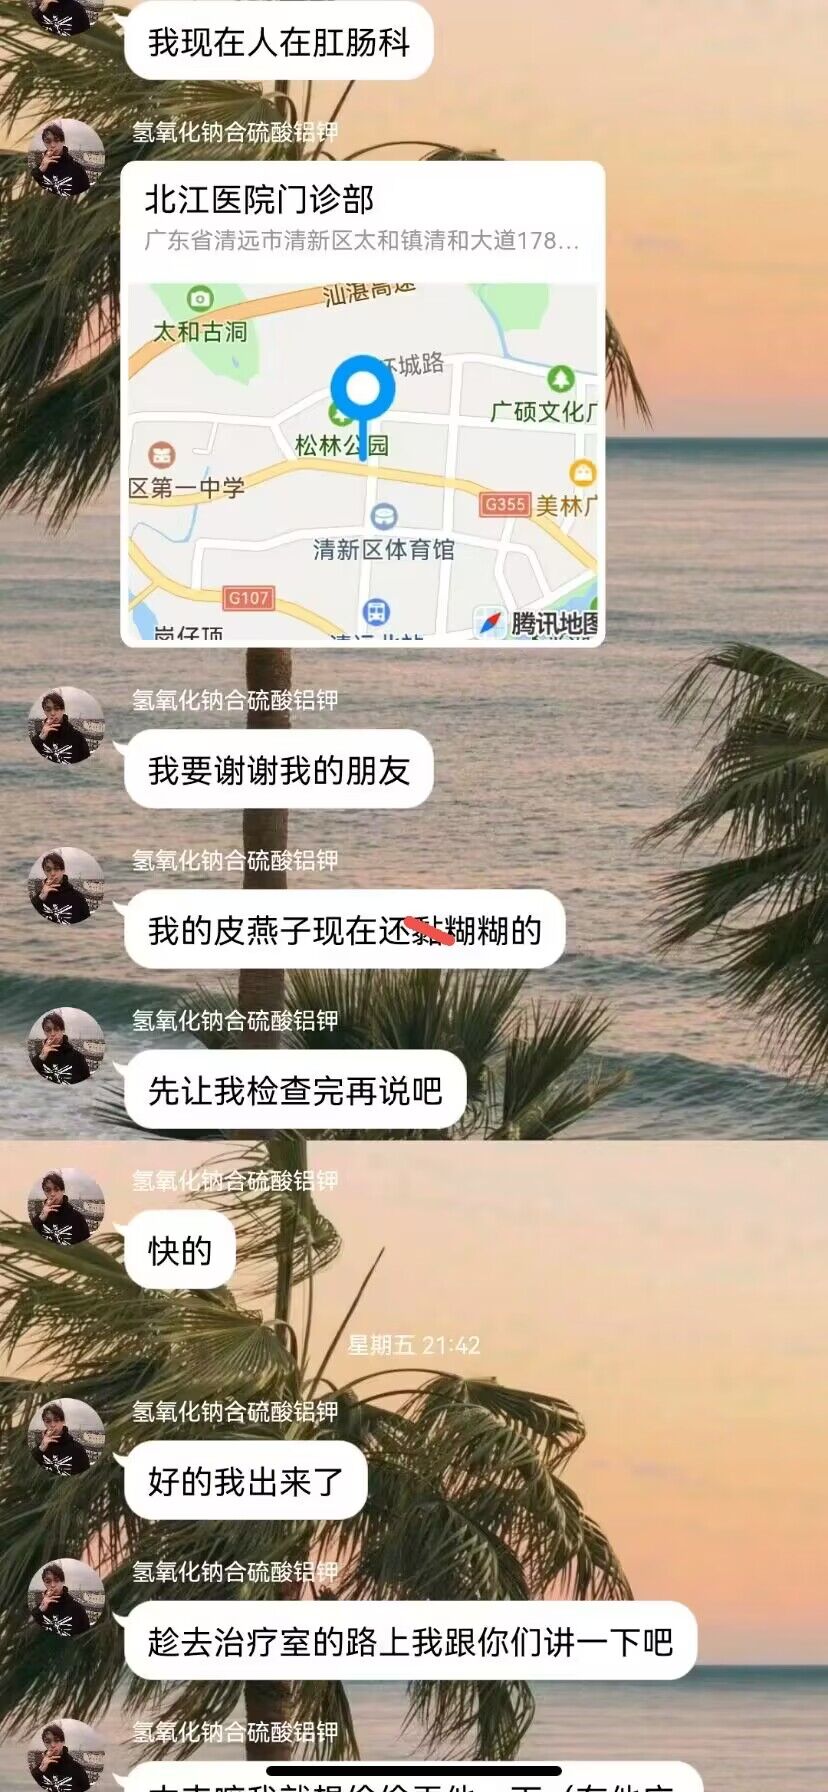 我现在人在肛肠科
氢氧化钠合硫酸铝钾
北江医院门诊部
广东省清远市清新区太和镇清和大道178...
汕湛高速
太和古洞
环城路
广硕文化广
松林公园
区第一中学
G355
美林广
清新区体育馆
G107
岗仔顶
清远北站
腾讯地图
氢氧化钠合硫酸铝钾
我要谢谢我的朋友
氢氧化钠合硫酸铝钾
我的皮燕子现在还黏糊糊的
氢氧化钠合硫酸铝钾
先让我检查完再说吧
氢氧化钠合硫酸铝钾
快的
星期五 21:42
氢氧化钠合硫酸铝钾
好的我出来了
氢氧化钠合硫酸铝钾
趁去治疗室的路上我跟你们讲一下吧
氢氧化钠合硫酸铝钾